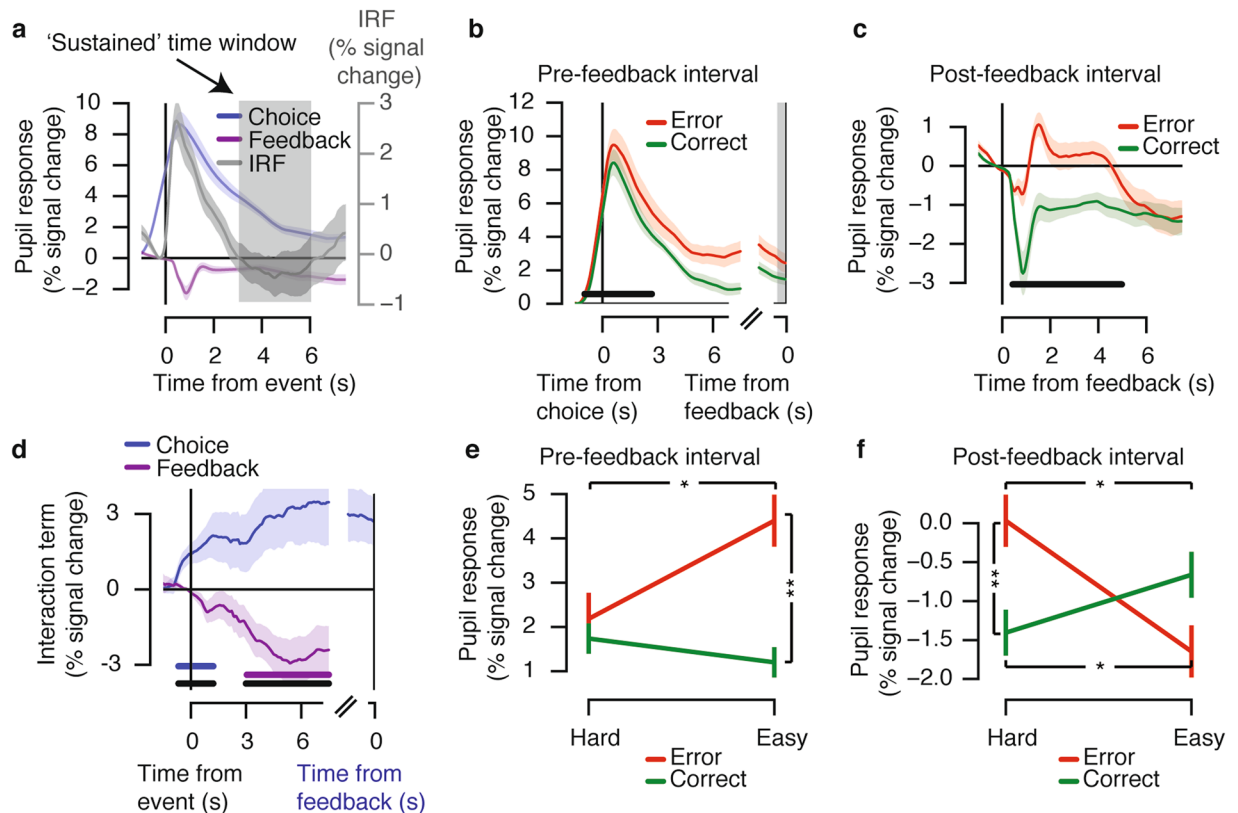 a
'Sustained' time window
IRF
(% signal
change)
Pupil response
(% signal change)
10
8
6
4
2
0
−2
3
2
1
0
−1
Choice
Feedback
IRF
0 2 4 6
Time from event (s)
b
Pre-feedback interval
Pupil response
(% signal change)
12
10
8
6
4
2
0
Error
Correct
0 3 6 0
Time from
choice (s)
Time from
feedback (s)
c
Post-feedback interval
Pupil response
(% signal change)
1
0
−1
−2
−3
Error
Correct
0 2 4 6
Time from feedback (s)
d
Choice
Feedback
Interaction term
(% signal change)
3
0
-3
0 3 6 0
Time from
event (s)
Time from
feedback (s)
e
Pre-feedback interval
Pupil response
(% signal change)
5
4
3
2
1
*
**
Hard Easy
Error
Correct
f
Post-feedback interval
Pupil response
(% signal change)
0.0
−0.5
−1.0
−1.5
−2.0
*
**
*
Hard Easy
Error
Correct